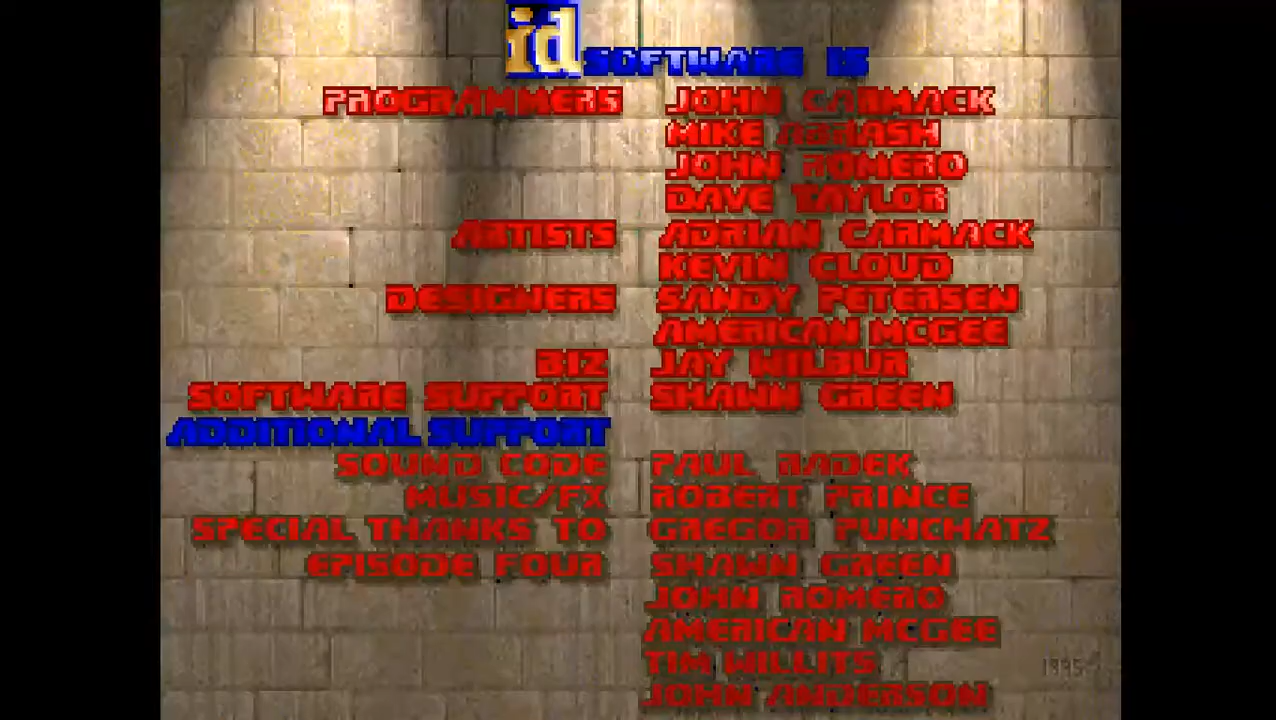 id SOFTWARE IS
PROGRAMMERS JOHN CARMACK
MIKE ABRASH
JOHN ROMERO
DAVE TAYLOR
ARTISTS ADRIAN CARMACK
KEVIN CLOUD
DESIGNERS SANDY PETERSEN
AMERICAN MCGEE
BIZ JAY WILBUR
SOFTWARE SUPPORT SHAWN GREEN
ADDITIONAL SUPPORT
SOUND CODE PAUL RADEK
MUSIC/FX ROBERT PRINCE
SPECIAL THANKS TO GREGOR PUNCHATZ
EPISODE FOUR SHAWN GREEN
JOHN ROMERO
AMERICAN MCGEE
TIM WILLITS
1995
JOHN ANDERSON